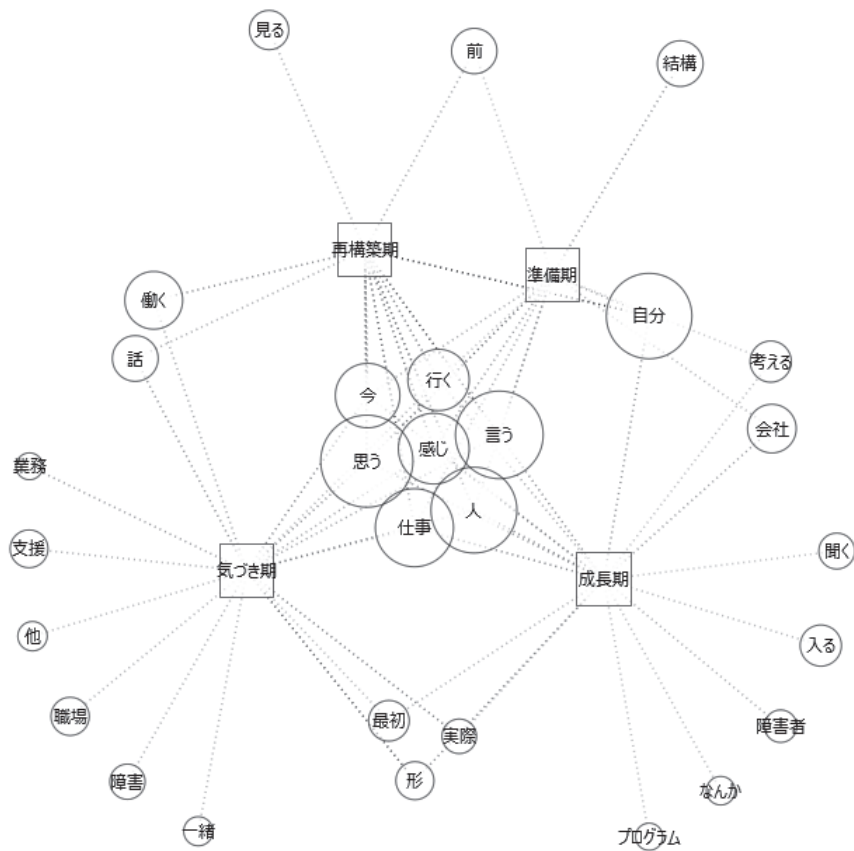 見る
前
結構
再構築期
準備期
働く
自分
話
考える
今
行く
会社
言う
感じ
思う
業務
人
仕事
支援
聞く
気づき期
成長期
他
入る
職場
最初
障害者
実際
障害
形
なんか
一緒
プログラム